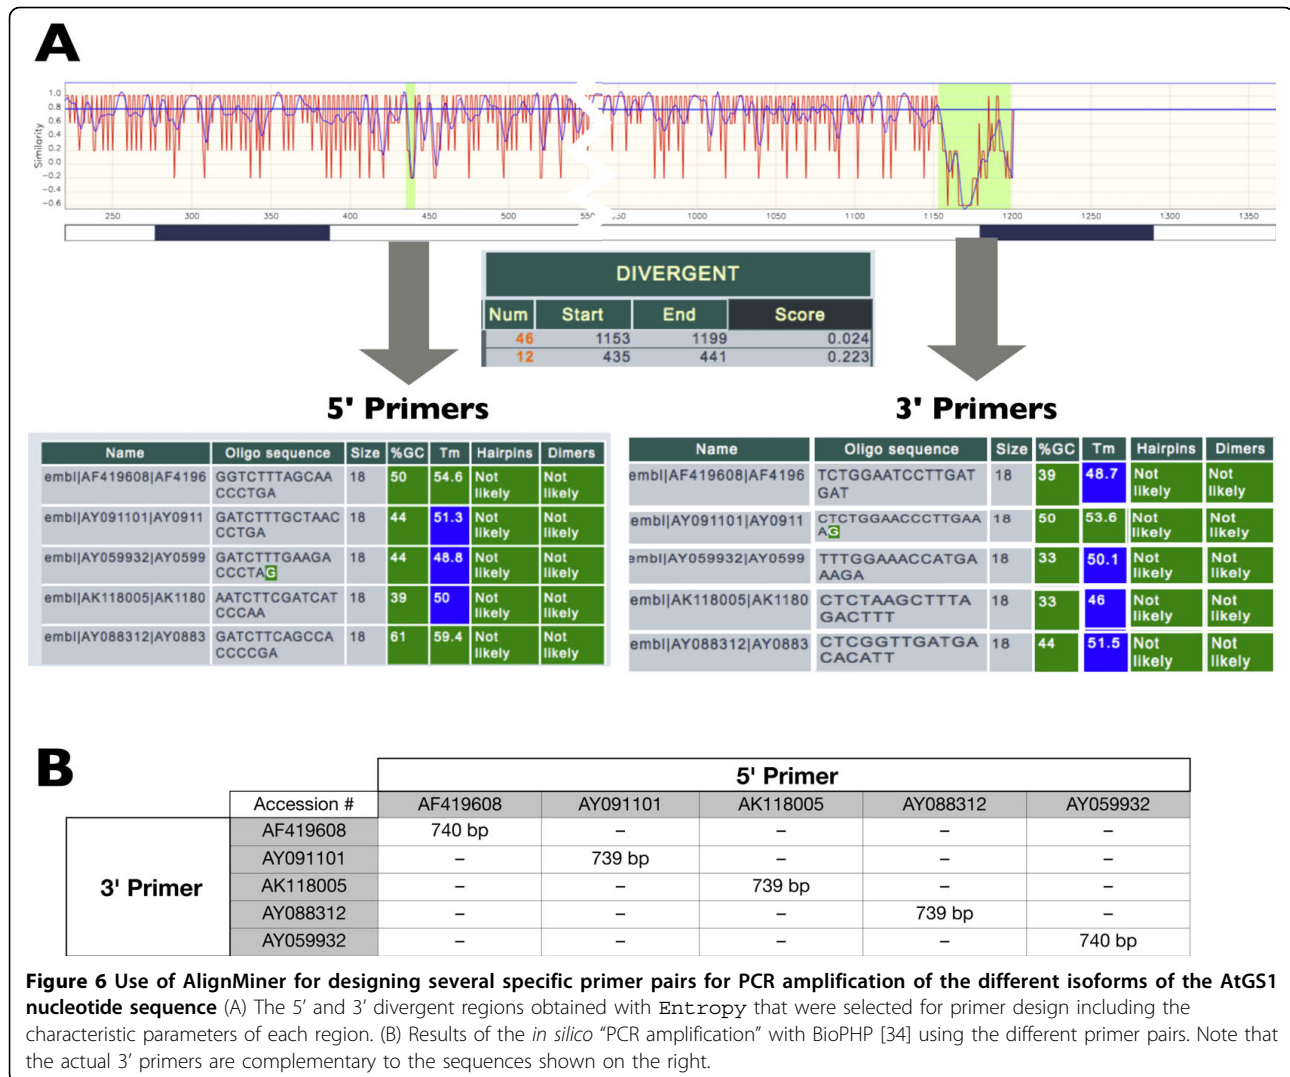 A
1.0
0.8
0.6
0.4
0.2
0.0
−0.2
−0.4
−0.6
Similarity
250 300 350 400 450 500 1000 1050 1100 1150 1200 1250 1300 1350
DIVERGENT
Num Start End Score
46 1153 1199 0.024
12 435 441 0.223
5' Primers
Name Oligo sequence Size %GC Tm Hairpins Dimers
embl|AF419608|AF4196 GGTCTTTAGCAA 18 50 54.6 Not Not
CCCTGA likely likely
embl|AY091101|AY0911 GATCTTTGCTAAC 18 44 51.3 Not Not
CCTGA likely likely
embl|AY059932|AY0599 GATCTTTGAAGA 18 44 48.8 Not Not
CCCTAG likely likely
embl|AK118005|AK1180 AATCTTCGATCAT 18 39 50 Not Not
CCCAA likely likely
embl|AY088312|AY0883 GATCTTCAGCCA 18 61 59.4 Not Not
CCCCGA likely likely
3' Primers
Name Oligo sequence Size %GC Tm Hairpins Dimers
embl|AF419608|AF4196 TCTGGAATCCTTGAT 18 39 48.7 Not Not
GAT likely likely
embl|AY091101|AY0911 CTCTGGAACCCTTGAA 18 50 53.6 Not Not
AG likely likely
embl|AY059932|AY0599 TTTGGAAACCATGA 18 33 50.1 Not Not
AAGA likely likely
embl|AK118005|AK1180 CTCTAAGCTTTA 18 33 46 Not Not
GACTTT likely likely
embl|AY088312|AY0883 CTCGGTTGATGA 18 44 51.5 Not Not
CACATT likely likely
B
5' Primer
Accession # AF419608 AY091101 AK118005 AY088312 AY059932
3' Primer
AF419608 740 bp – – – –
AY091101 – 739 bp – – –
AK118005 – – 739 bp – –
AY088312 – – – 739 bp –
AY059932 – – – – 740 bp
Figure 6 Use of AlignMiner for designing several specific primer pairs for PCR amplification of the different isoforms of the AtGS1
nucleotide sequence (A) The 5′ and 3′ divergent regions obtained with Entropy that were selected for primer design including the
characteristic parameters of each region. (B) Results of the in silico “PCR amplification” with BioPHP [34] using the different primer pairs. Note that
the actual 3′ primers are complementary to the sequences shown on the right.